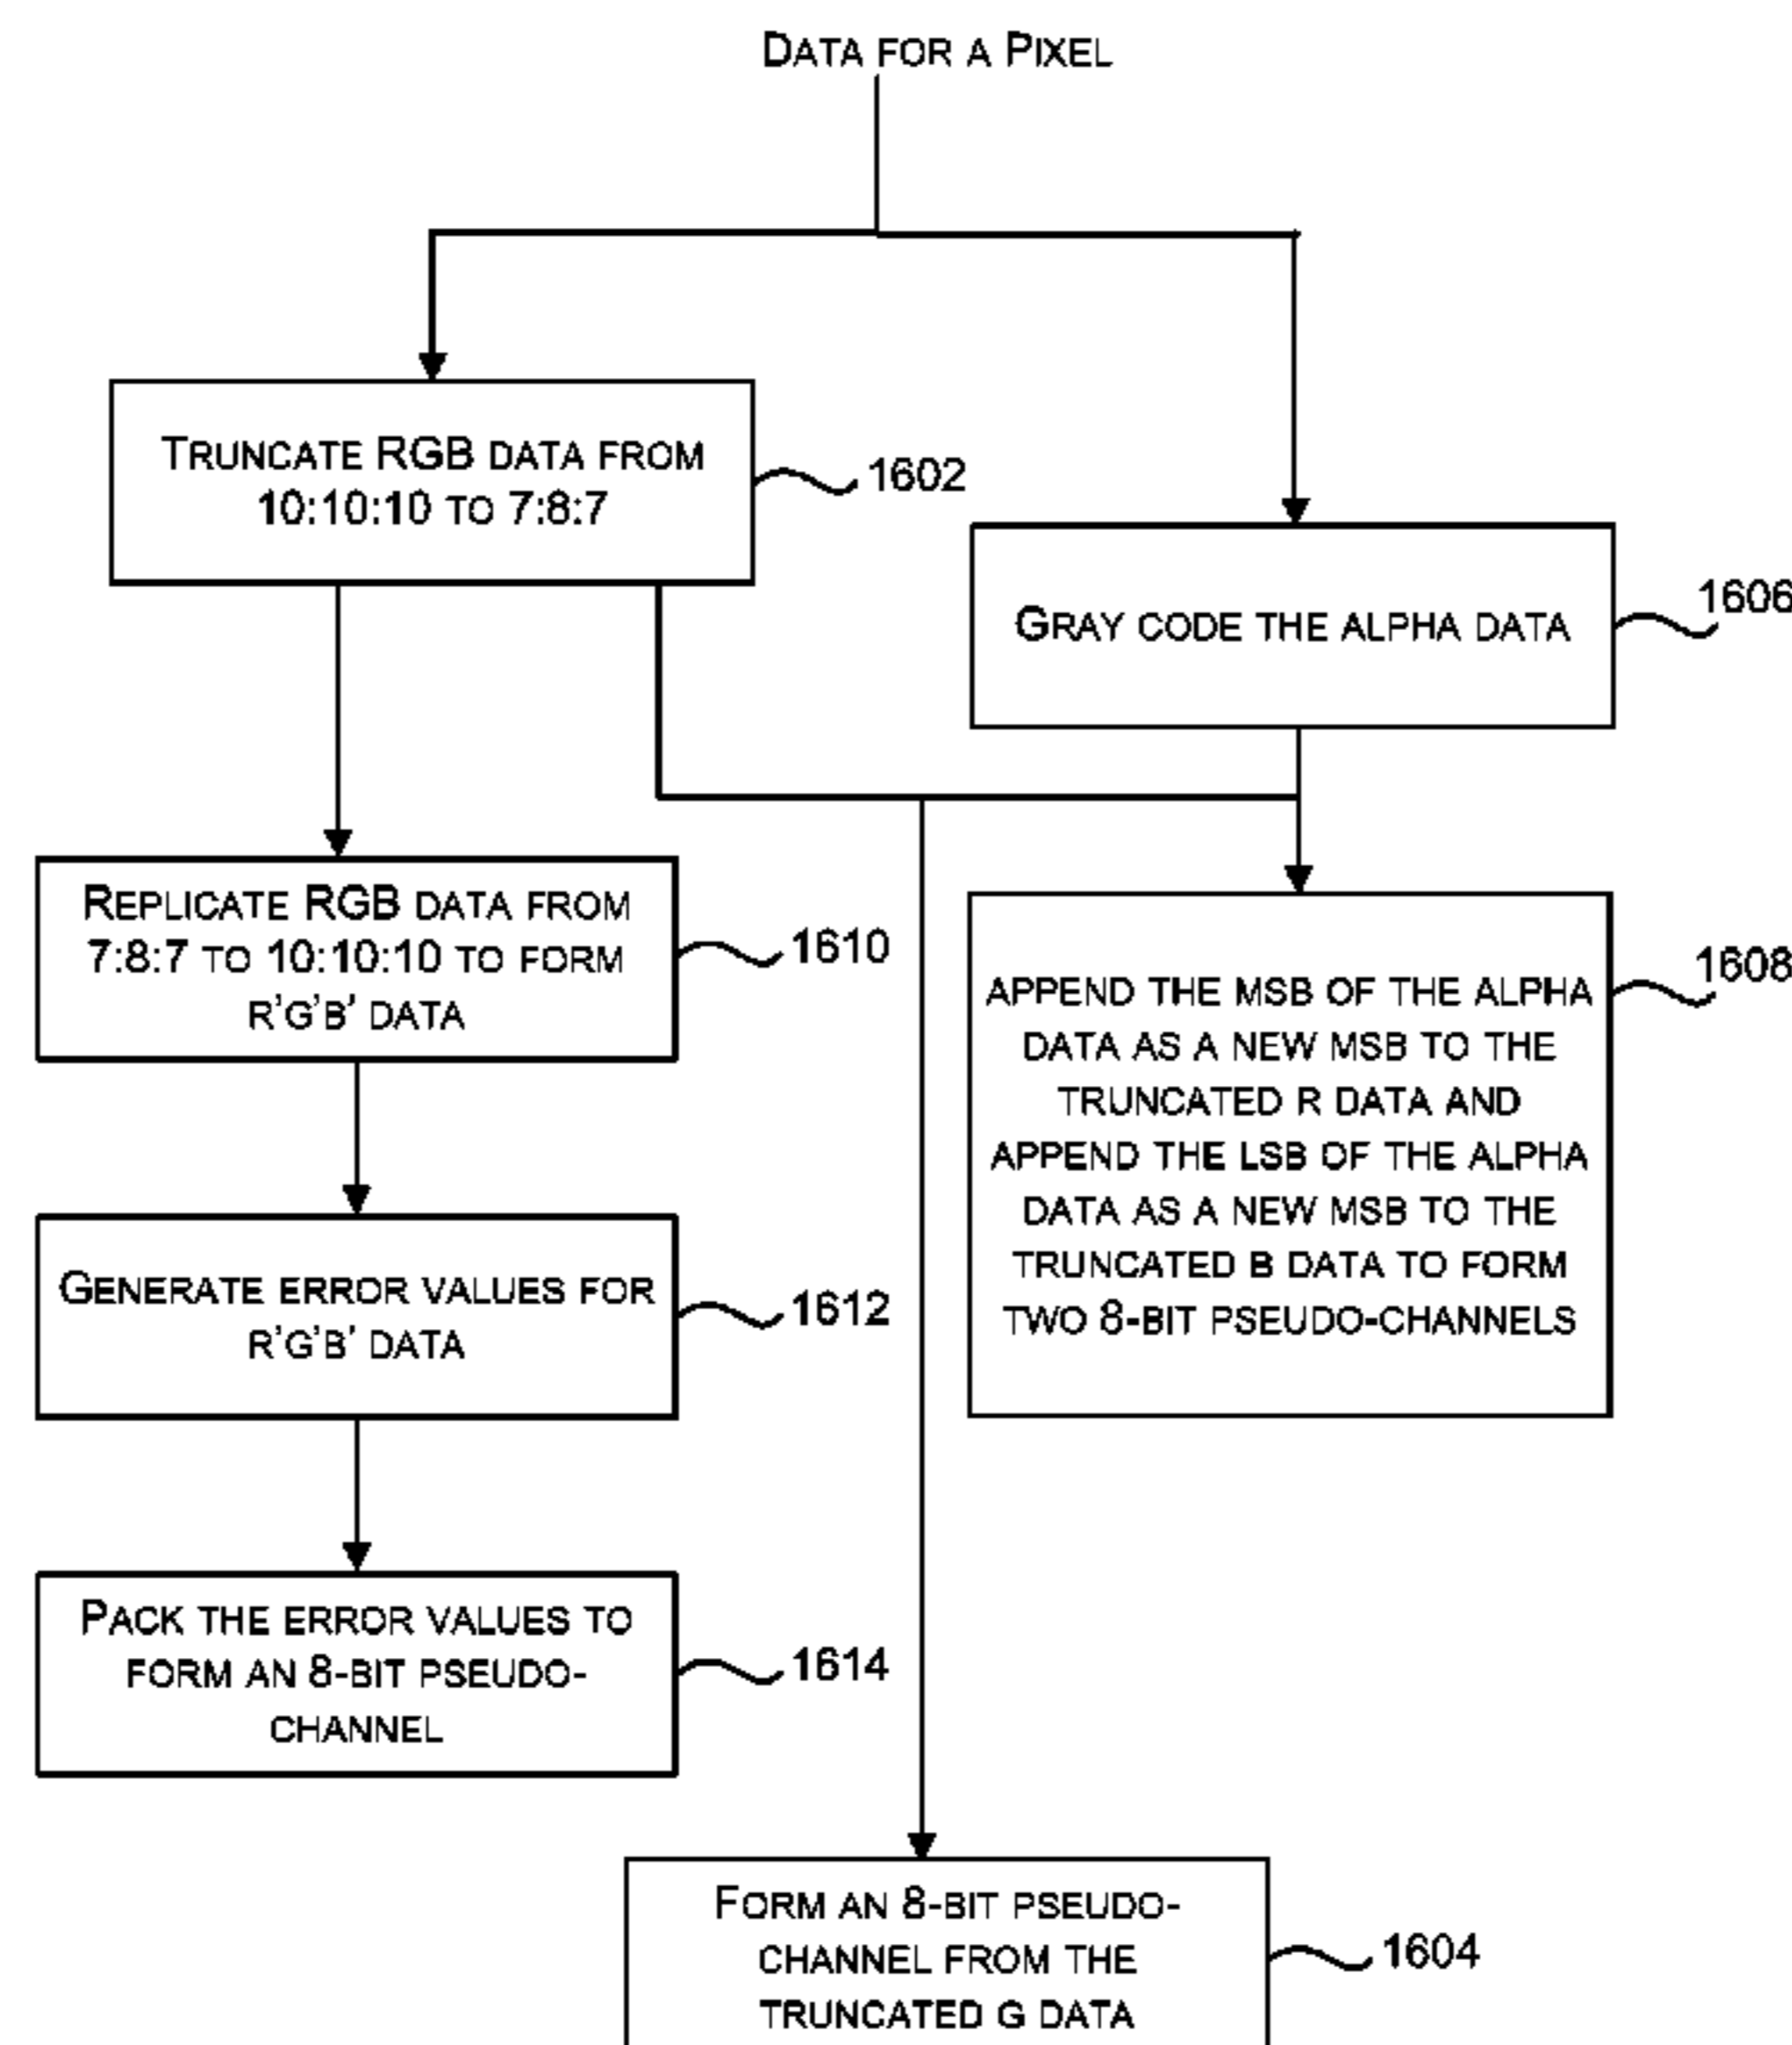 Data for a Pixel
Truncate RGB data from
10:10:10 to 7:8:7
1602
Gray code the alpha data
1606
Replicate RGB data from
7:8:7 to 10:10:10 to form
r'g'b' data
1610
append the msb of the alpha
data as a new msb to the
truncated r data and
append the lsb of the alpha
data as a new msb to the
truncated b data to form
two 8-bit pseudo-channels
1608
Generate error values for
r'g'b' data
1612
Pack the error values to
form an 8-bit pseudo-
channel
1614
Form an 8-bit pseudo-
channel from the
truncated g data
1604